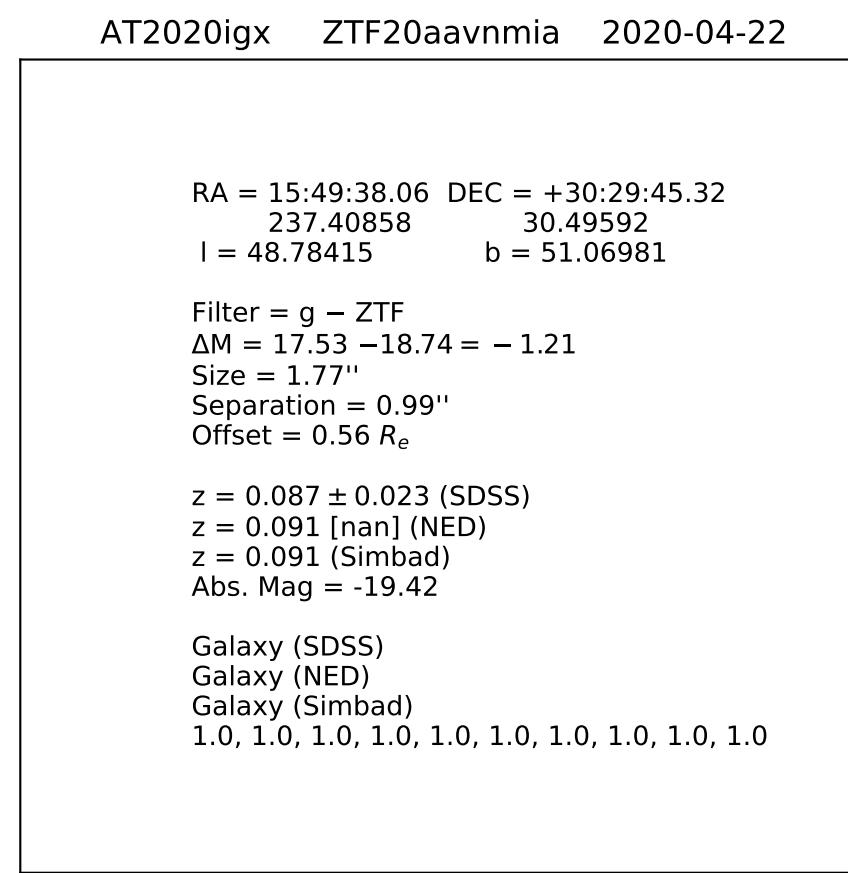 AT2020igx ZTF20aavnmia 2020-04-22
RA = 15:49:38.06 DEC = +30:29:45.32
237.40858 30.49592
l = 48.78415 b = 51.06981
Filter = g − ZTF
ΔM = 17.53 −18.74 = − 1.21
Size = 1.77''
Separation = 0.99''
Offset = 0.56 Re
z = 0.087 ± 0.023 (SDSS)
z = 0.091 [nan] (NED)
z = 0.091 (Simbad)
Abs. Mag = -19.42
Galaxy (SDSS)
Galaxy (NED)
Galaxy (Simbad)
1.0, 1.0, 1.0, 1.0, 1.0, 1.0, 1.0, 1.0, 1.0, 1.0